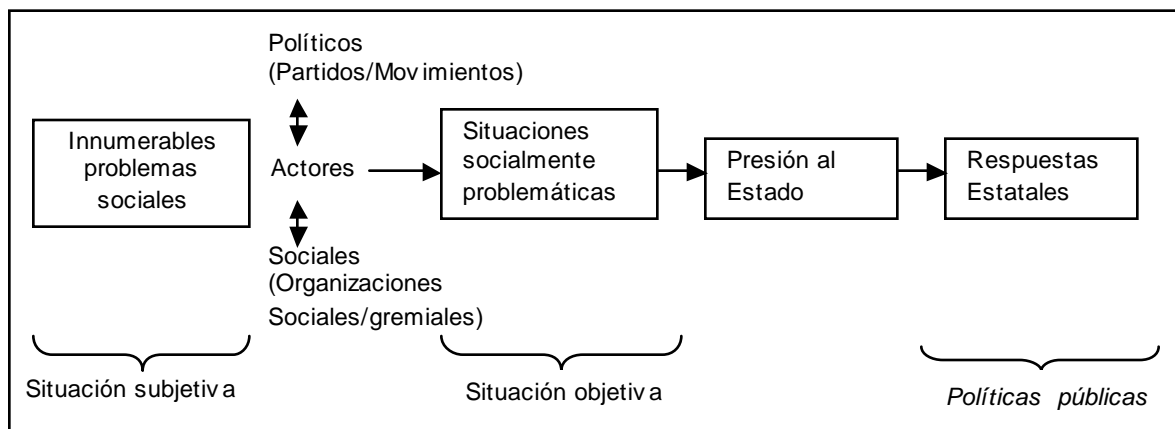 Políticos
(Partidos/Movimientos)
Innumerables
problemas
sociales
Actores
Situaciones
socialmente
problemáticas
Presión al
Estado
Respuestas
Estatales
Sociales
(Organizaciones
Sociales/gremiales)
Situación subjetiva
Situación objetiva
Políticas públicas